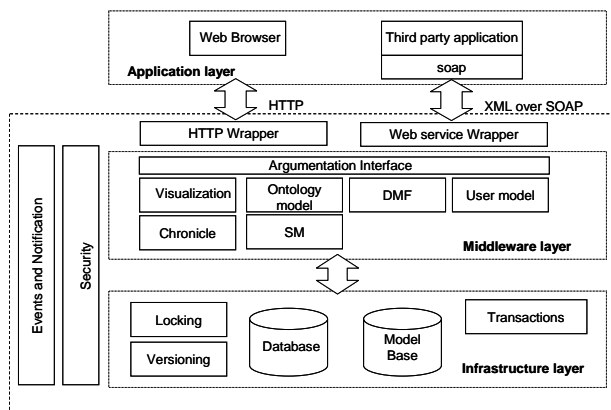 Web Browser
Third party application
soap
Application layer
HTTP
XML over SOAP
HTTP Wrapper
Web service Wrapper
Events and Notification
Security
Argumentation Interface
Visualization
Ontology
model
DMF
User model
Chronicle
SM
Middleware layer
Locking
Versioning
Database
Model
Base
Transactions
Infrastructure layer